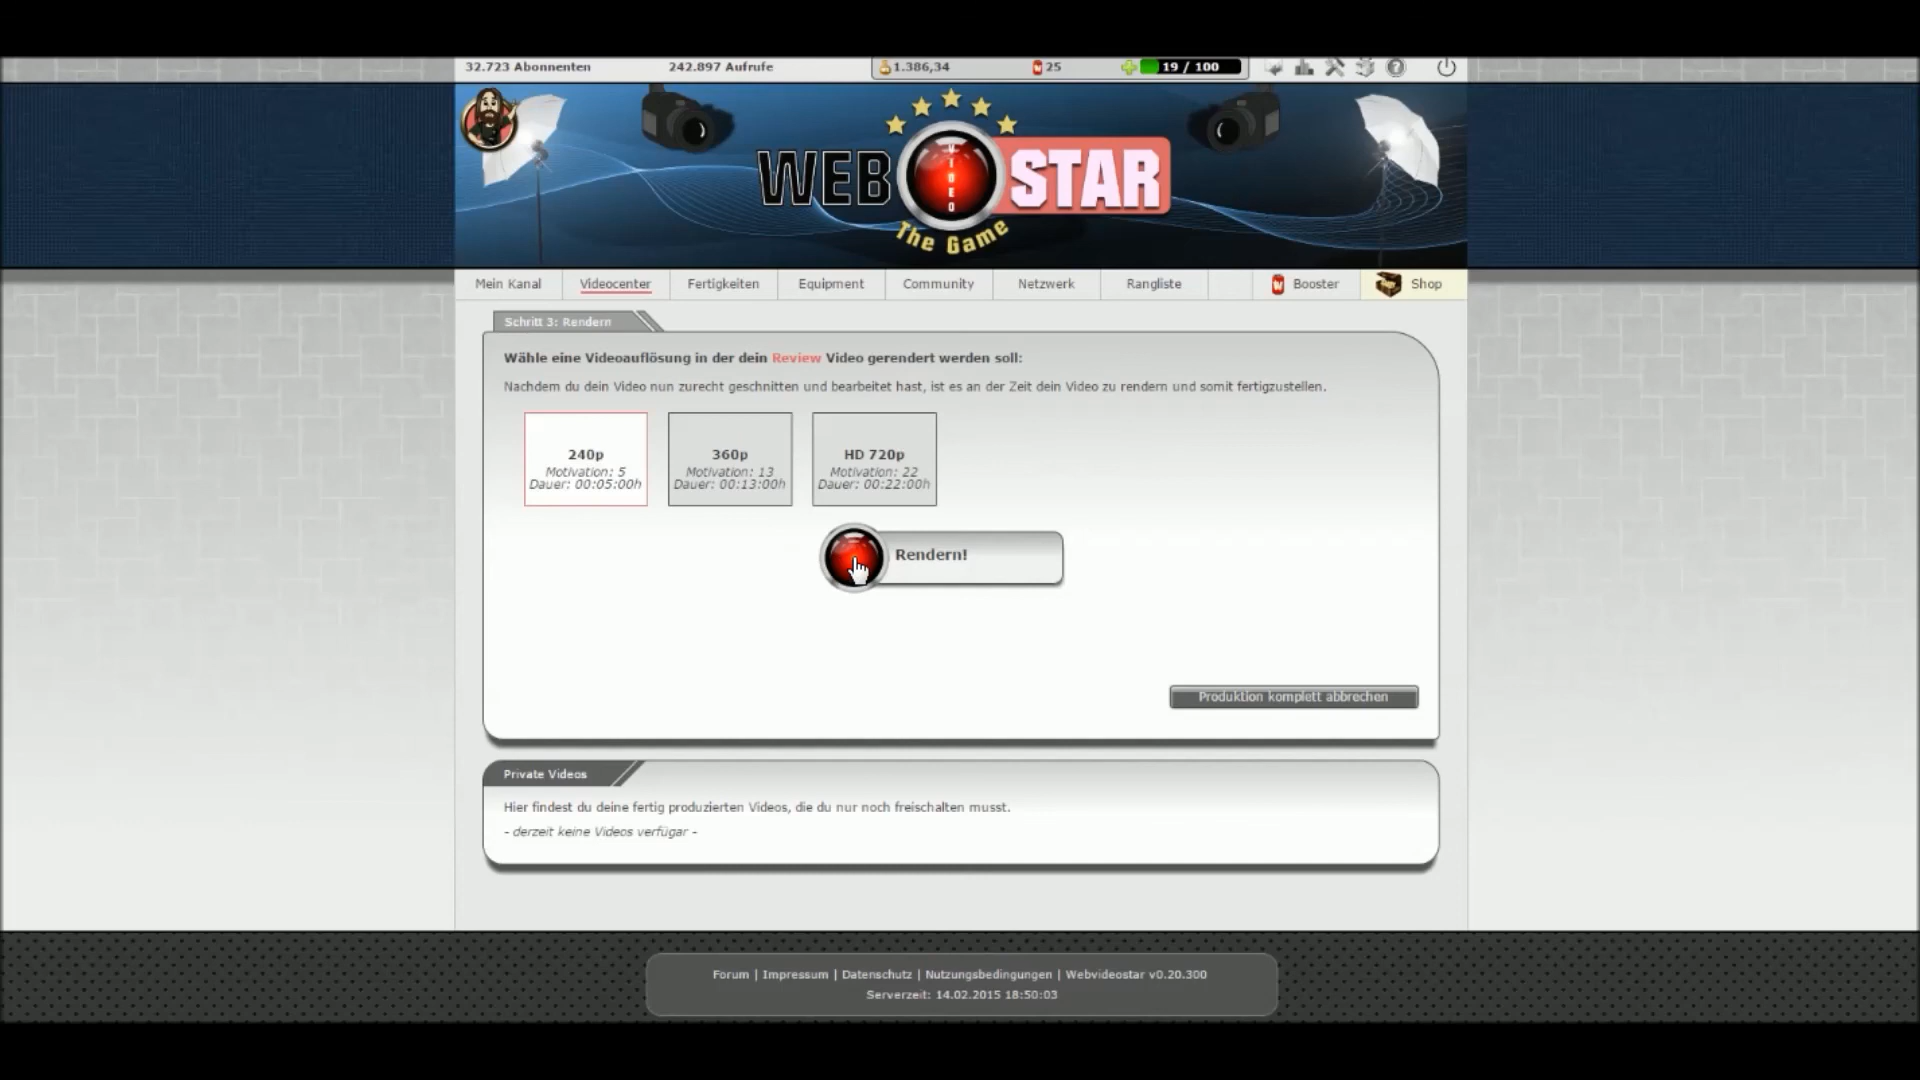 32.723 Abonnenten 242.897 Aufrufe 1.386,34 25 19 / 100
WEB VIDEO STAR
The Game
Mein Kanal Videocenter Fertigkeiten Equipment Community Netzwerk Rangliste Booster Shop
Schritt 3: Rendern
Wähle eine Videoauflösung in der dein Review Video gerendert werden soll:
Nachdem du dein Video nun zurecht geschnitten und bearbeitet hast, ist es an der Zeit dein Video zu rendern und somit fertigzustellen.
240p 360p HD 720p
Motivation: 5 Motivation: 13 Motivation: 22
Dauer: 00:05:00h Dauer: 00:13:00h Dauer: 00:22:00h
Rendern!
Produktion komplett abbrechen
Private Videos
Hier findest du deine fertig produzierten Videos, die du nur noch freischalten musst.
- derzeit keine Videos verfügar -
Forum | Impressum | Datenschutz | Nutzungsbedingungen | Webvideostar v0.20.300
Serverzeit: 14.02.2015 18:50:03